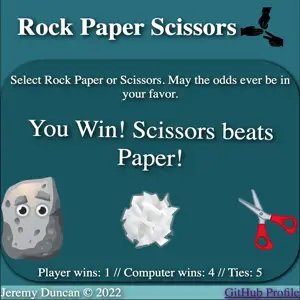 Rock Paper Scissors
Select Rock Paper or Scissors. May the odds ever be in
your favor.
You Win! Scissors beats
Paper!
Player wins: 1 // Computer wins: 4 // Ties: 5
Jeremy Duncan © 2022
GitHub Profile